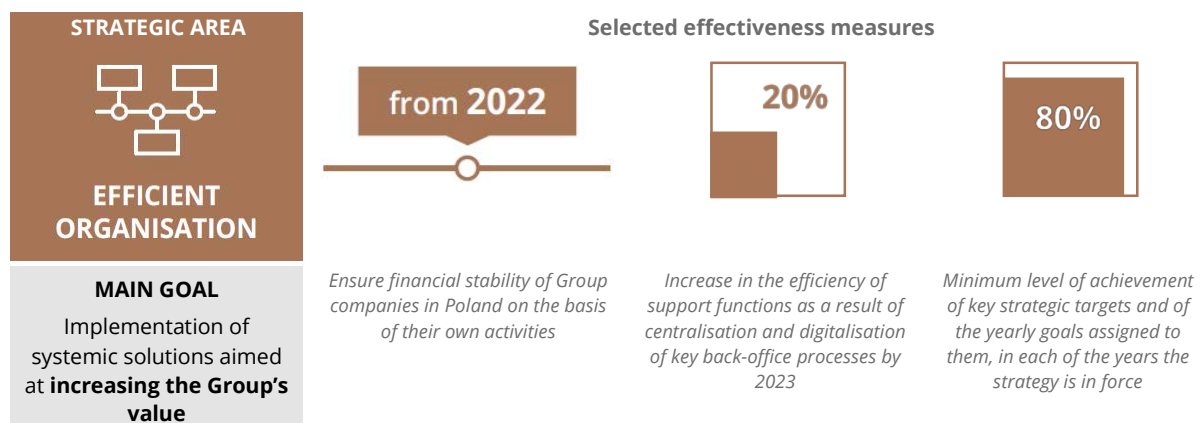 STRATEGIC AREA
EFFICIENT
ORGANISATION
MAIN GOAL
Implementation of
systemic solutions aimed
at increasing the Group's
value
Selected effectiveness measures
from 2022
Ensure financial stability of Group
companies in Poland on the basis
of their own activities
20%
Increase in the efficiency of
support functions as a result of
centralisation and digitalisation
of key back-office processes by
2023
80%
Minimum level of achievement
of key strategic targets and of
the yearly goals assigned to
them, in each of the years the
strategy is in force